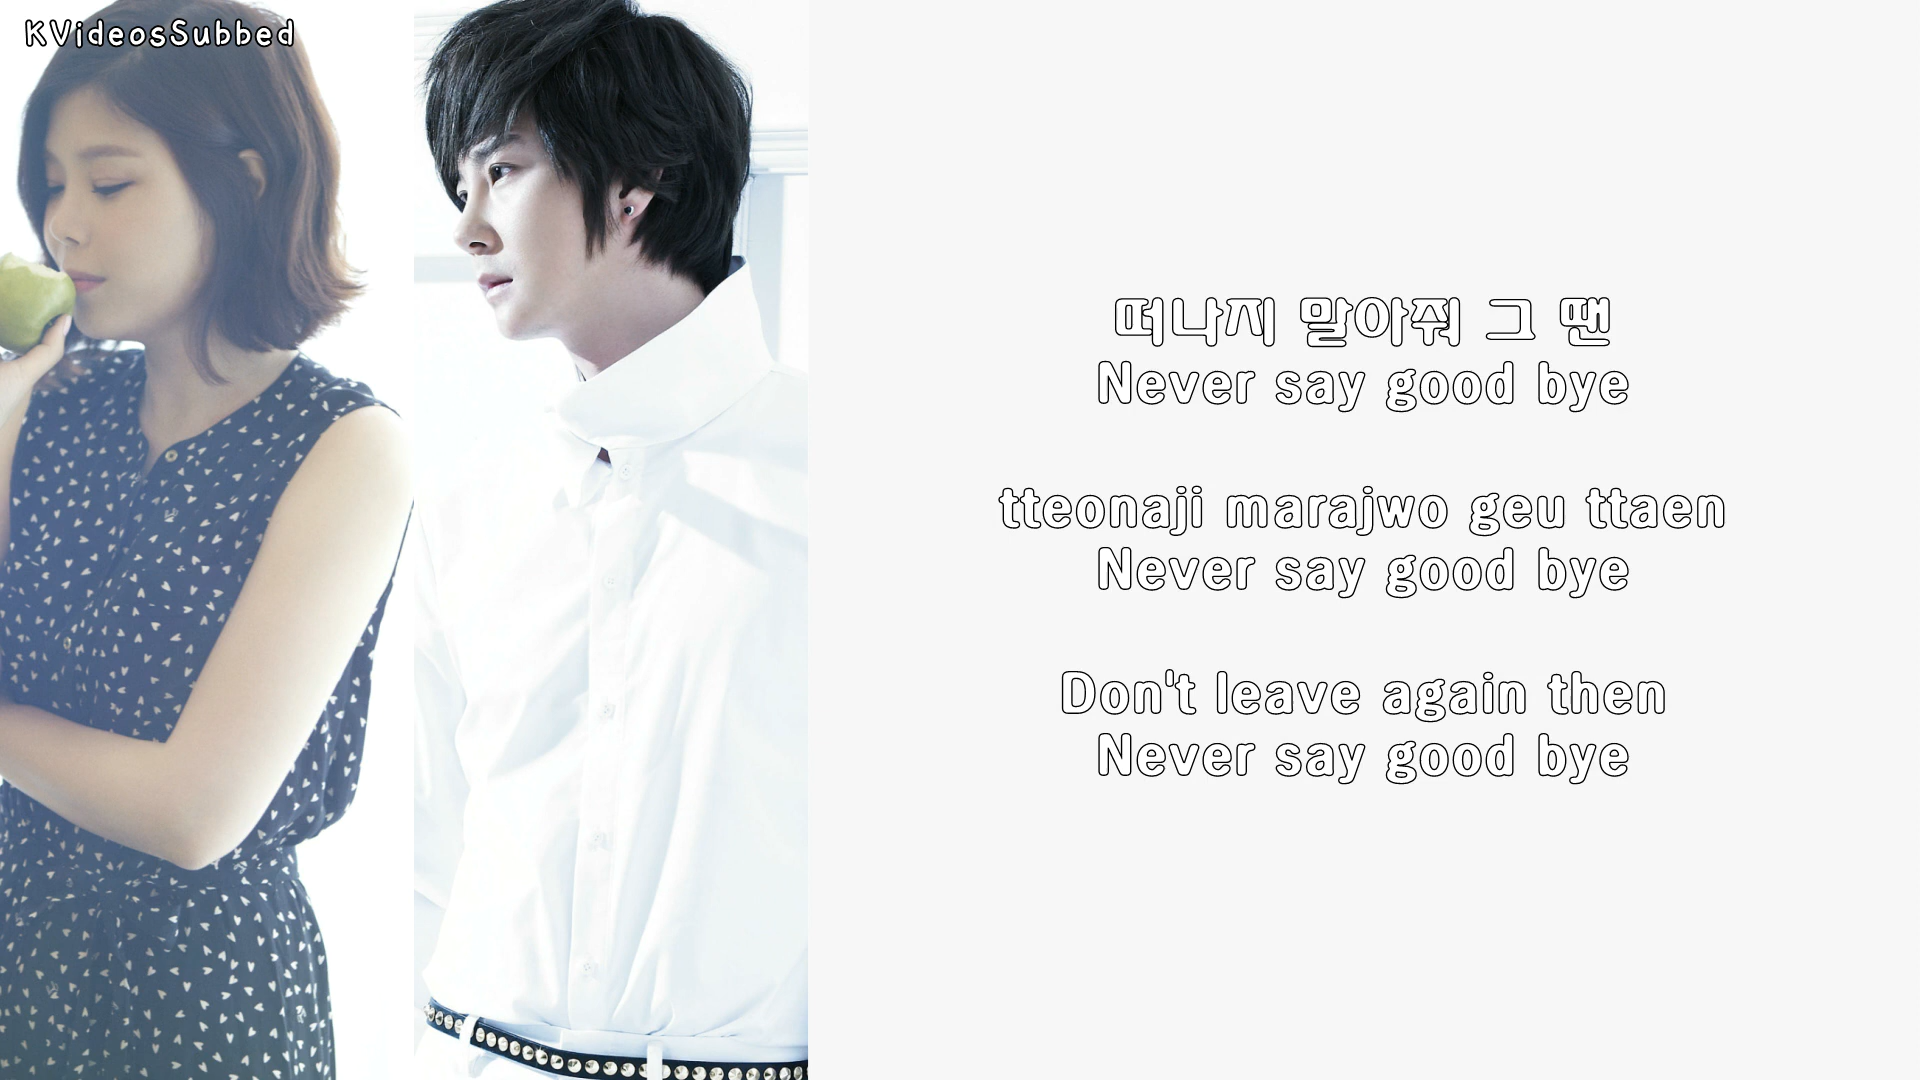 KVideosSubbed
떠나지 말아줘 그 땐
Never say good bye
tteonaji marajwo geu ttaen
Never say good bye
Don't leave again then
Never say good bye